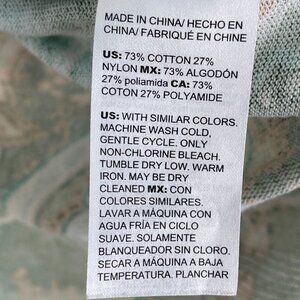 MADE IN CHINA/ HECHO EN
CHINA/ FABRIQUÉ EN CHINE
US: 73% COTTON 27%
NYLON MX: 73% ALGODÓN
27% poliamida CA: 73%
COTON 27% POLYAMIDE
US: WITH SIMILAR COLORS.
MACHINE WASH COLD,
GENTLE CYCLE. ONLY
NON-CHLORINE BLEACH.
TUMBLE DRY LOW. WARM
IRON. MAY BE DRY
CLEANED MX: CON
COLORES SIMILARES.
LAVAR A MÁQUINA CON
AGUA FRÍA EN CICLO
SUAVE. SOLAMENTE
BLANQUEADOR SIN CLORO.
SECAR A MÁQUINA A BAJA
TEMPERATURA. PLANCHAR